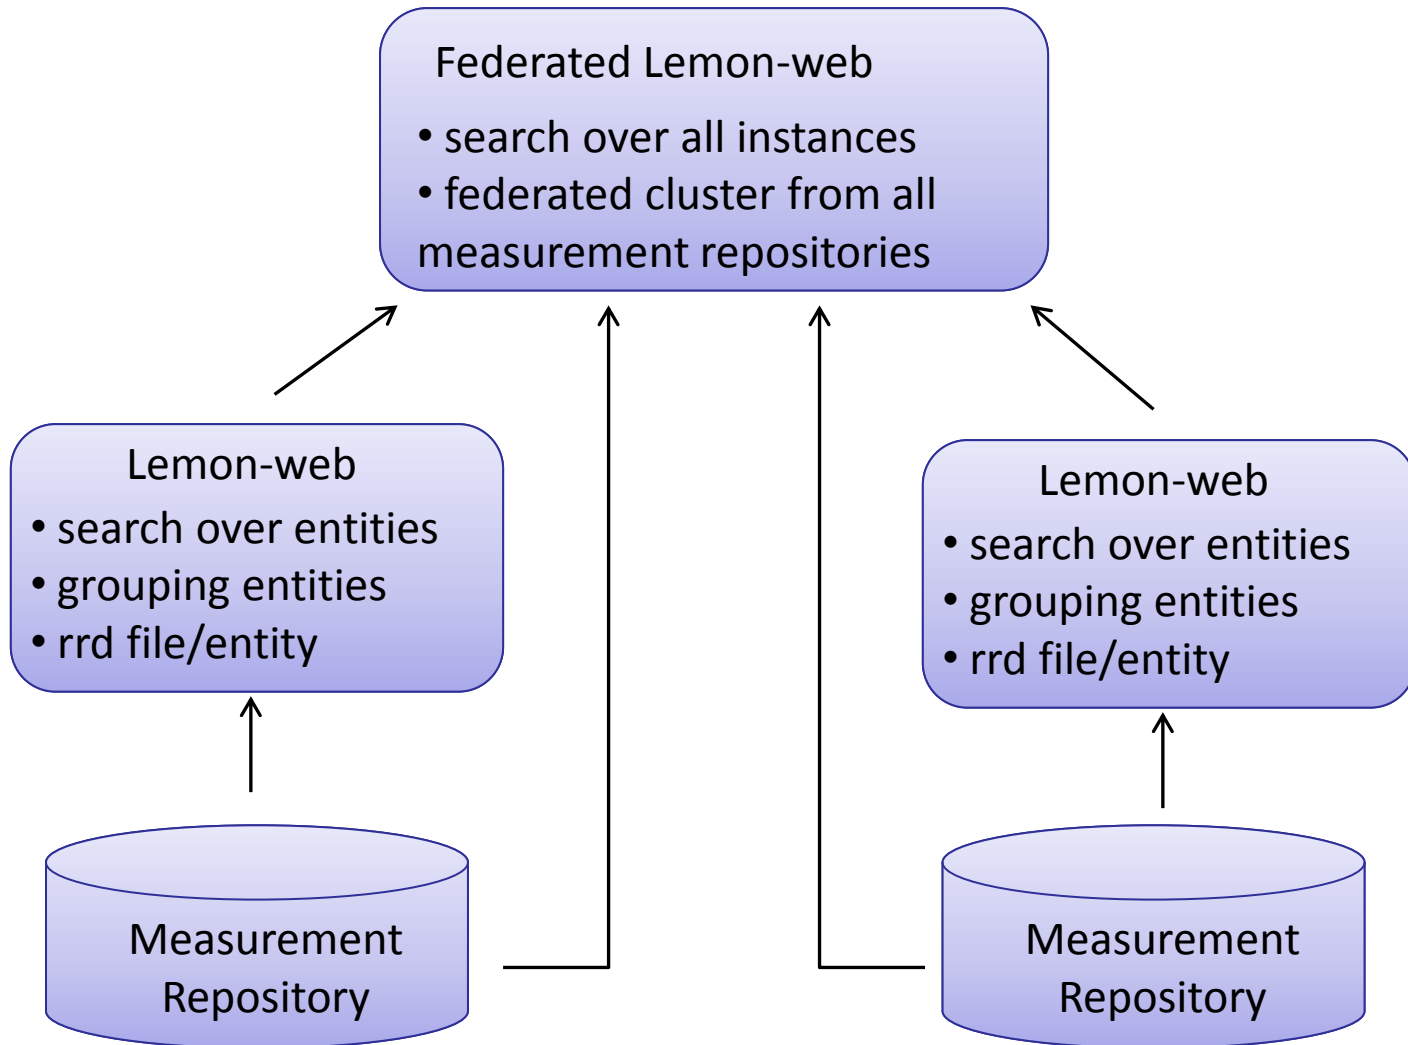 Federated Lemon-web
• search over all instances
• federated cluster from all
measurement repositories
Lemon-web
• search over entities
• grouping entities
• rrd file/entity
Lemon-web
• search over entities
• grouping entities
• rrd file/entity
Measurement
Repository
Measurement
Repository